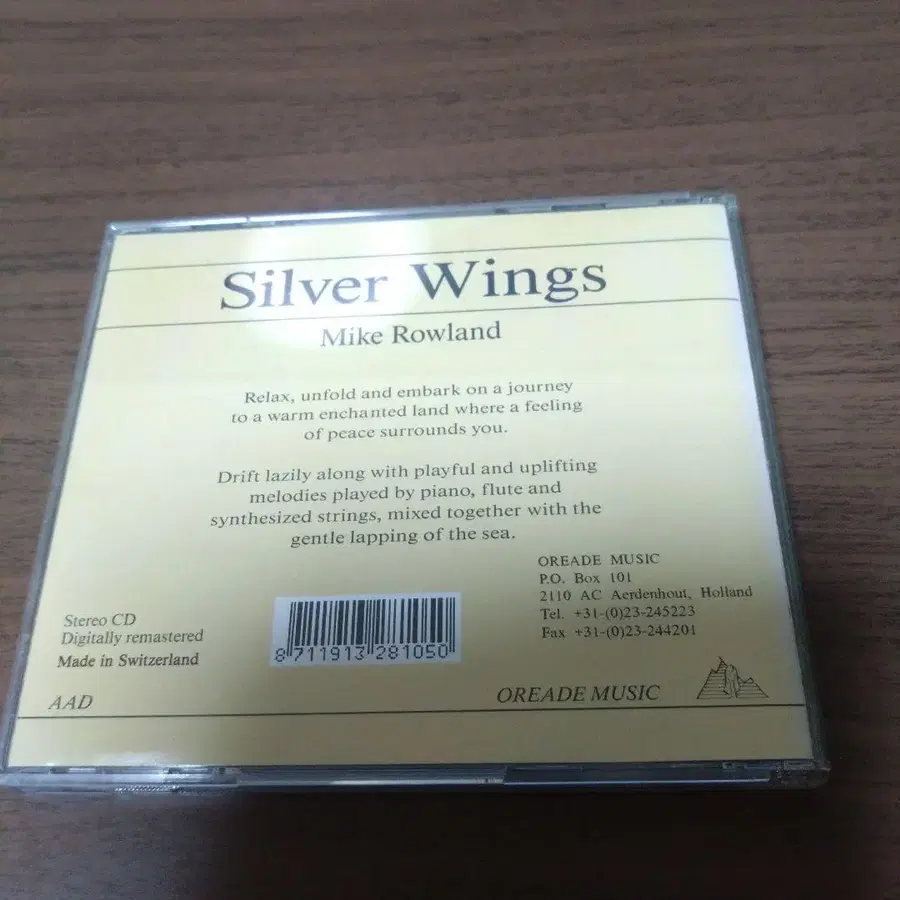 Silver Wings
Mike Rowland
Relax, unfold and embark on a journey
to a warm enchanted land where a feeling
of peace surrounds you.
Drift lazily along with playful and uplifting
melodies played by piano, flute and
synthesized strings, mixed together with the
gentle lapping of the sea.
OREADE MUSIC
P.O. Box 101
2110 AC Aerdenhout, Holland
Tel. +31-(0)23-245223
Fax +31-(0)23-244201
Stereo CD
Digitally remastered
Made in Switzerland
8 711913 281050
AAD
OREADE MUSIC